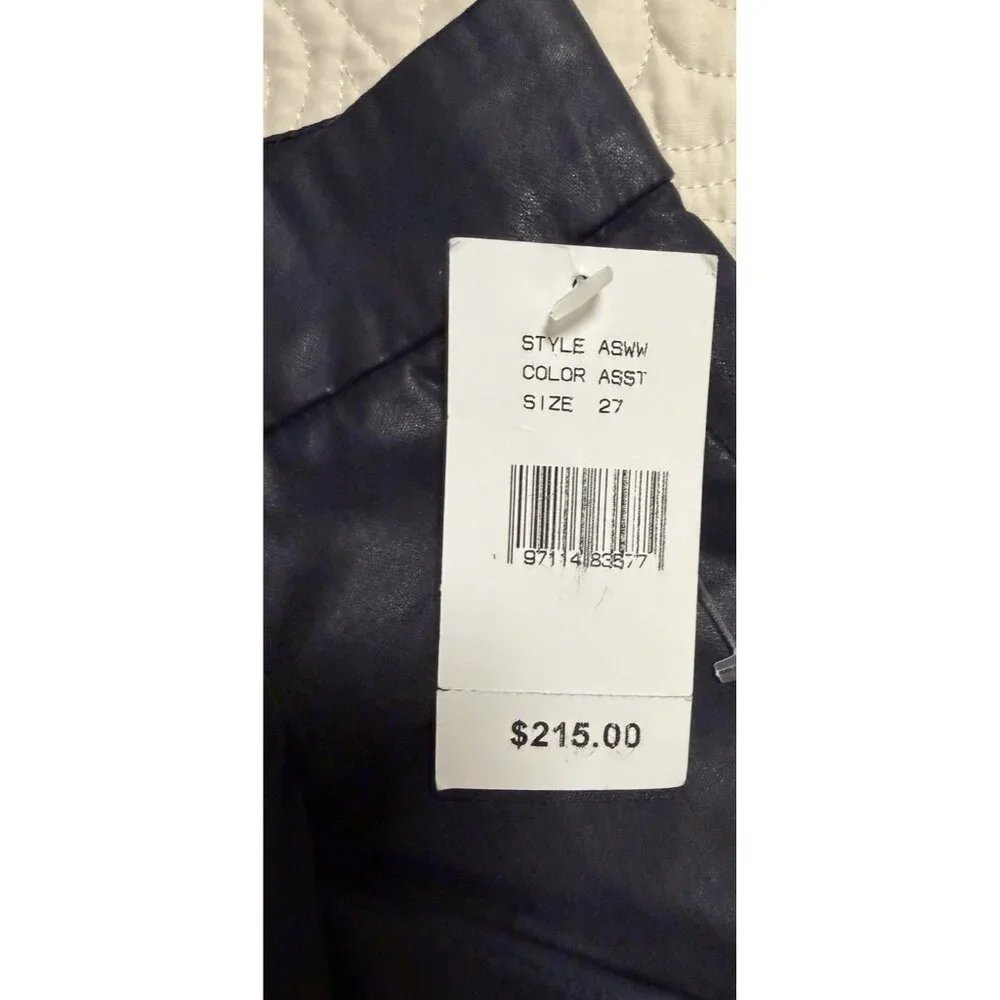 STYLE ASWW
COLOR ASST
SIZE 27
97114 83577
$215.00